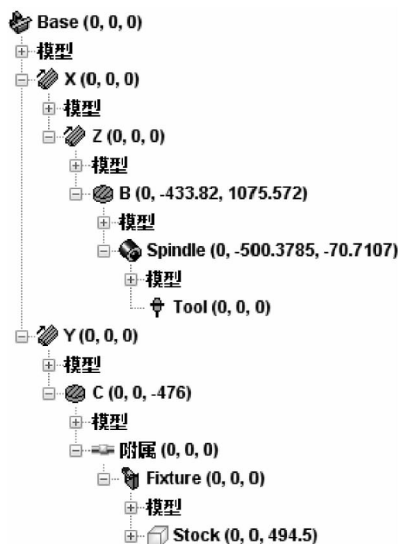 Base (0, 0, 0)
模型
X (0, 0, 0)
模型
Z (0, 0, 0)
模型
B (0, -433.82, 1075.572)
模型
Spindle (0, -500.3785, -70.7107)
模型
Tool (0, 0, 0)
Y (0, 0, 0)
模型
C (0, 0, -476)
模型
附属 (0, 0, 0)
Fixture (0, 0, 0)
模型
Stock (0, 0, 494.5)